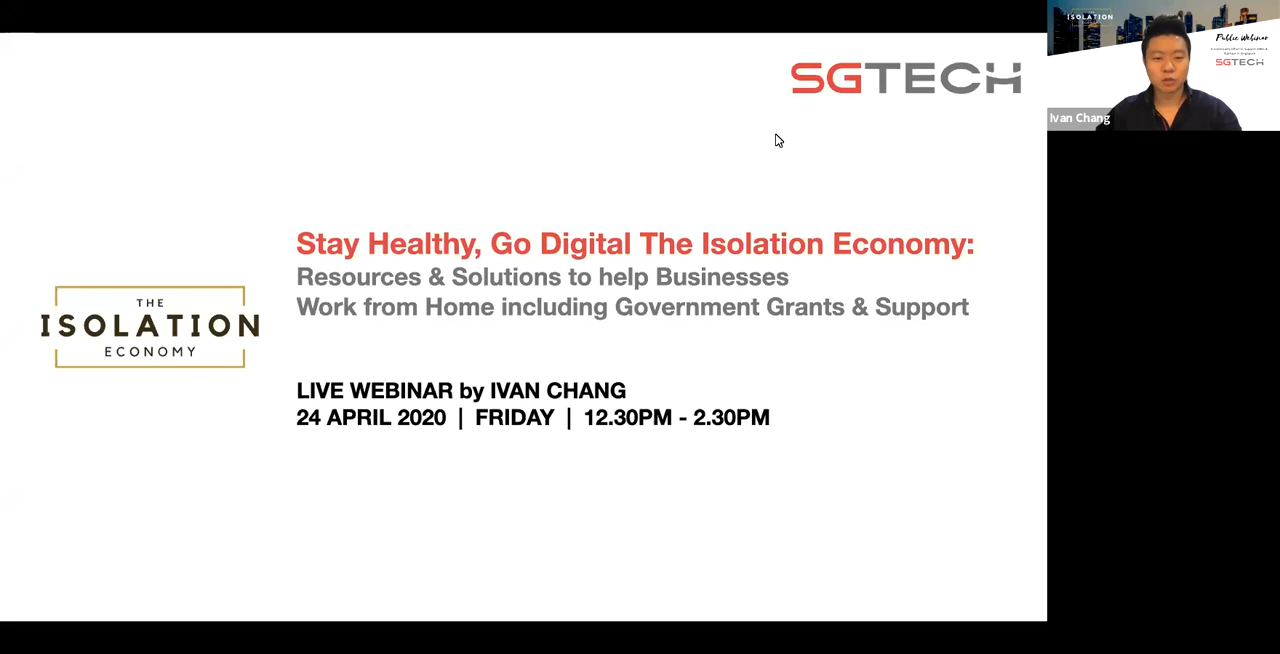 SGTECH
Stay Healthy, Go Digital The Isolation Economy:
Resources & Solutions to help Businesses
Work from Home including Government Grants & Support
THE
ISOLATION
ECONOMY
LIVE WEBINAR by IVAN CHANG
24 APRIL 2020 | FRIDAY | 12.30PM - 2.30PM
THE
ISOLATION
Public Webinar
SGTECH
Ivan Chang